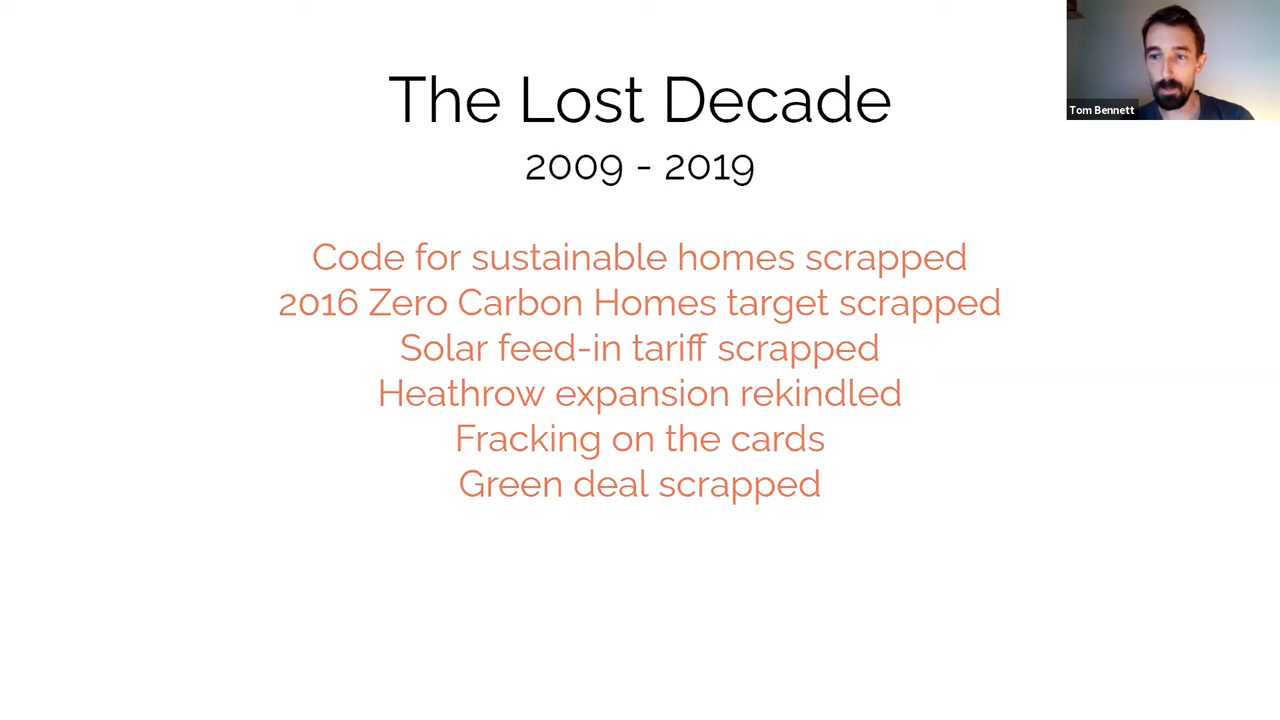 The Lost Decade
2009 - 2019
Code for sustainable homes scrapped
2016 Zero Carbon Homes target scrapped
Solar feed-in tariff scrapped
Heathrow expansion rekindled
Fracking on the cards
Green deal scrapped
Tom Bennett